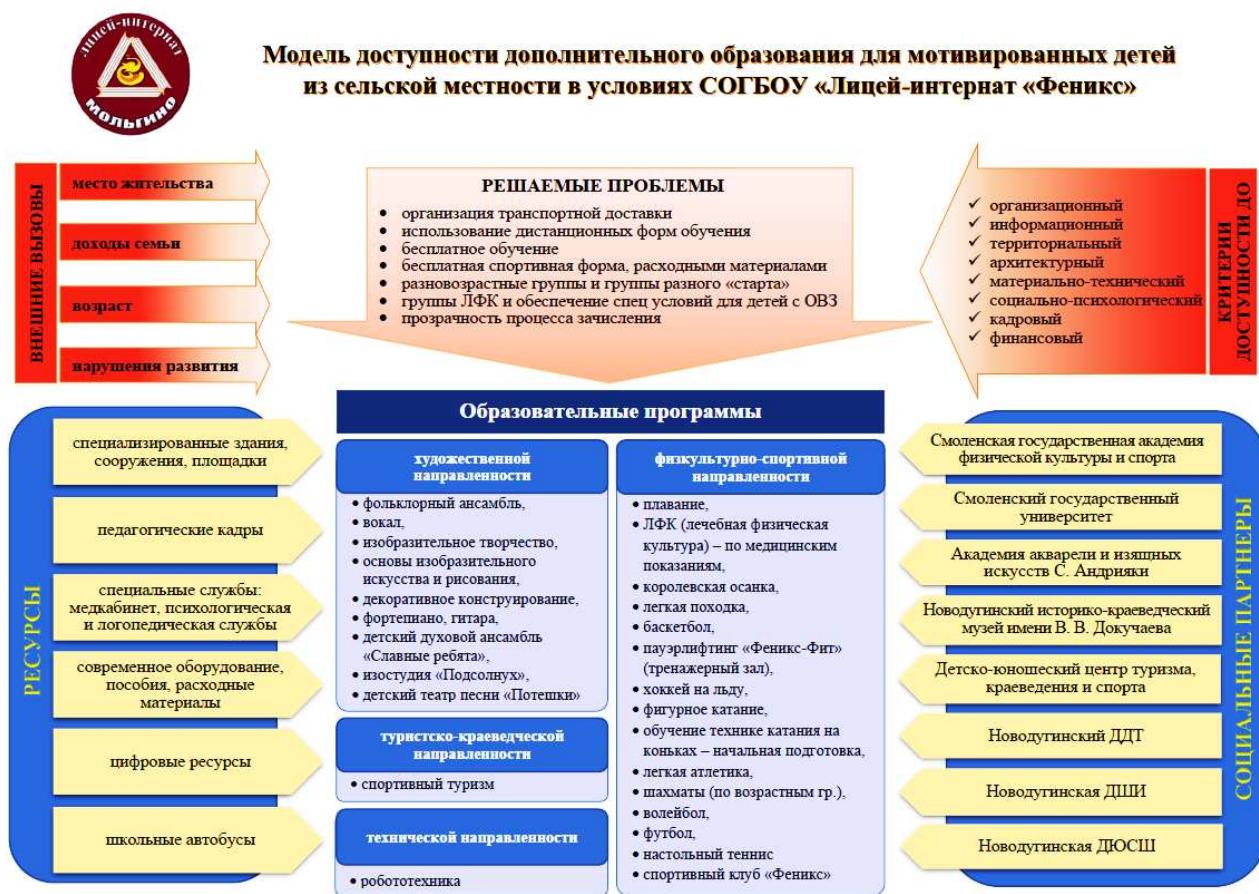 лицей-интернат
МОЛЬГИНО
Модель доступности дополнительного образования для мотивированных детей
из сельской местности в условиях СОГБОУ «Лицей-интернат «Феникс»
ВНЕШНИЕ ВЫЗОВЫ
место жительства
доходы семьи
возраст
нарушения развития
РЕШАЕМЫЕ ПРОБЛЕМЫ
• организация транспортной доставки
• использование дистанционных форм обучения
• бесплатное обучение
• бесплатная спортивная форма, расходными материалами
• разновозрастные группы и группы разного «старта»
• группы ЛФК и обеспечение спец условий для детей с ОВЗ
• прозрачность процесса зачисления
✓ организационный
✓ информационный
✓ территориальный
✓ архитектурный
✓ материально-технический
✓ социально-психологический
✓ кадровый
✓ финансовый
КРИТЕРИИ
ДОСТУПНОСТИ ДО
РЕСУРСЫ
специализированные здания,
сооружения, площадки
педагогические кадры
специальные службы:
медкабинет, психологическая
и логопедическая службы
современное оборудование,
пособия, расходные
материалы
цифровые ресурсы
школьные автобусы
Образовательные программы
художественной
направленности
• фольклорный ансамбль,
• вокал,
• изобразительное творчество,
• основы изобразительного
искусства и рисования,
• декоративное конструирование,
• фортепиано, гитара,
• детский духовой ансамбль
«Славные ребята»,
• изостудия «Подсолнух»,
• детский театр песни «Потешки»
туристско-краеведческой
направленности
• спортивный туризм
технической направленности
• робототехника
физкультурно-спортивной
направленности
• плавание,
• ЛФК (лечебная физическая
культура) – по медицинским
показаниям,
• королевская осанка,
• легкая походка,
• баскетбол,
• пауэрлифтинг «Феникс-Фит»
(тренажерный зал),
• хоккей на льду,
• фигурное катание,
• обучение технике катания на
коньках – начальная подготовка,
• легкая атлетика,
• шахматы (по возрастным гр.),
• волейбол,
• футбол,
• настольный теннис
• спортивный клуб «Феникс»
Смоленская государственная академия
физической культуры и спорта
Смоленский государственный
университет
Академия акварели и изящных
искусств С. Андрияки
Новодугинский историко-краеведческий
музей имени В. В. Докучаева
Детско-юношеский центр туризма,
краеведения и спорта
Новодугинский ДДТ
Новодугинская ДШИ
Новодугинская ДЮСШ
СОЦИАЛЬНЫЕ ПАРТНЕРЫ